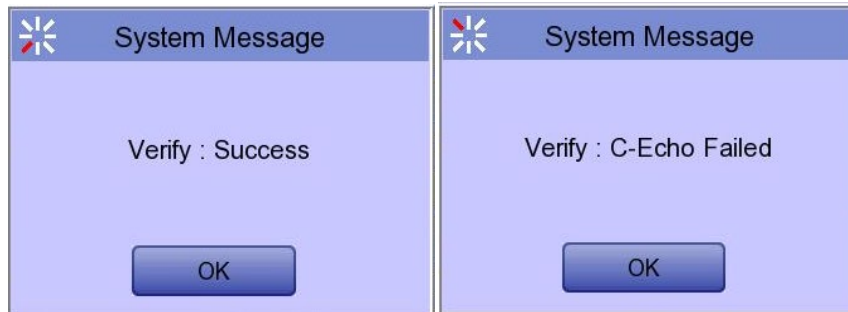 System Message
Verify : Success
OK
System Message
Verify : C-Echo Failed
OK